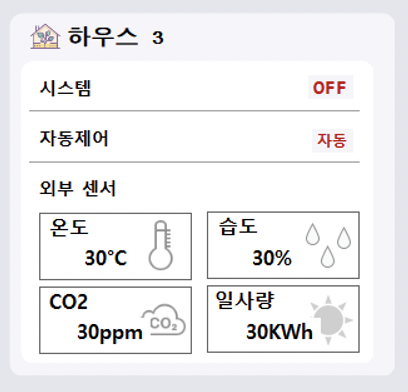 하우스 3
시스템 OFF
자동제어 자동
외부 센서
온도 습도
30°C 30%
CO2 일사량
30ppm CO₂ 30KWh